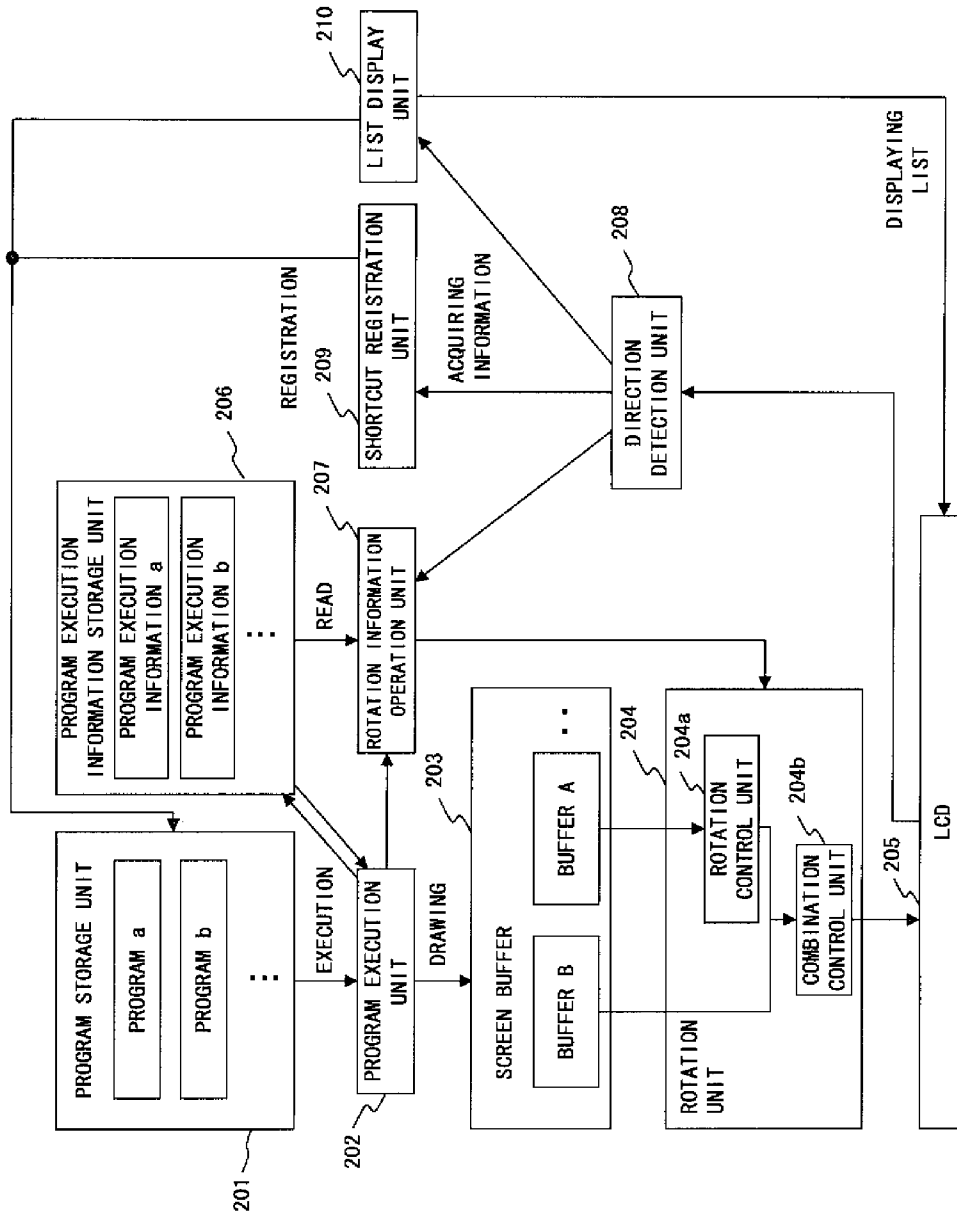 201
PROGRAM STORAGE UNIT
PROGRAM a
PROGRAM b
...
EXECUTION
202
PROGRAM EXECUTION
UNIT
DRAWING
203
SCREEN BUFFER
BUFFER B
BUFFER A
..
204
ROTATION
UNIT
204a
ROTATION
CONTROL UNIT
204b
COMBINATION
CONTROL UNIT
205
LCD
206
PROGRAM EXECUTION
INFORMATION STORAGE UNIT
PROGRAM EXECUTION
INFORMATION a
PROGRAM EXECUTION
INFORMATION b
...
READ
207
ROTATION INFORMATION
OPERATION UNIT
REGISTRATION
209
SHORTCUT REGISTRATION
UNIT
ACQUIRING
INFORMATION
208
DIRECTION
DETECTION UNIT
210
LIST DISPLAY
UNIT
DISPLAYING
LIST